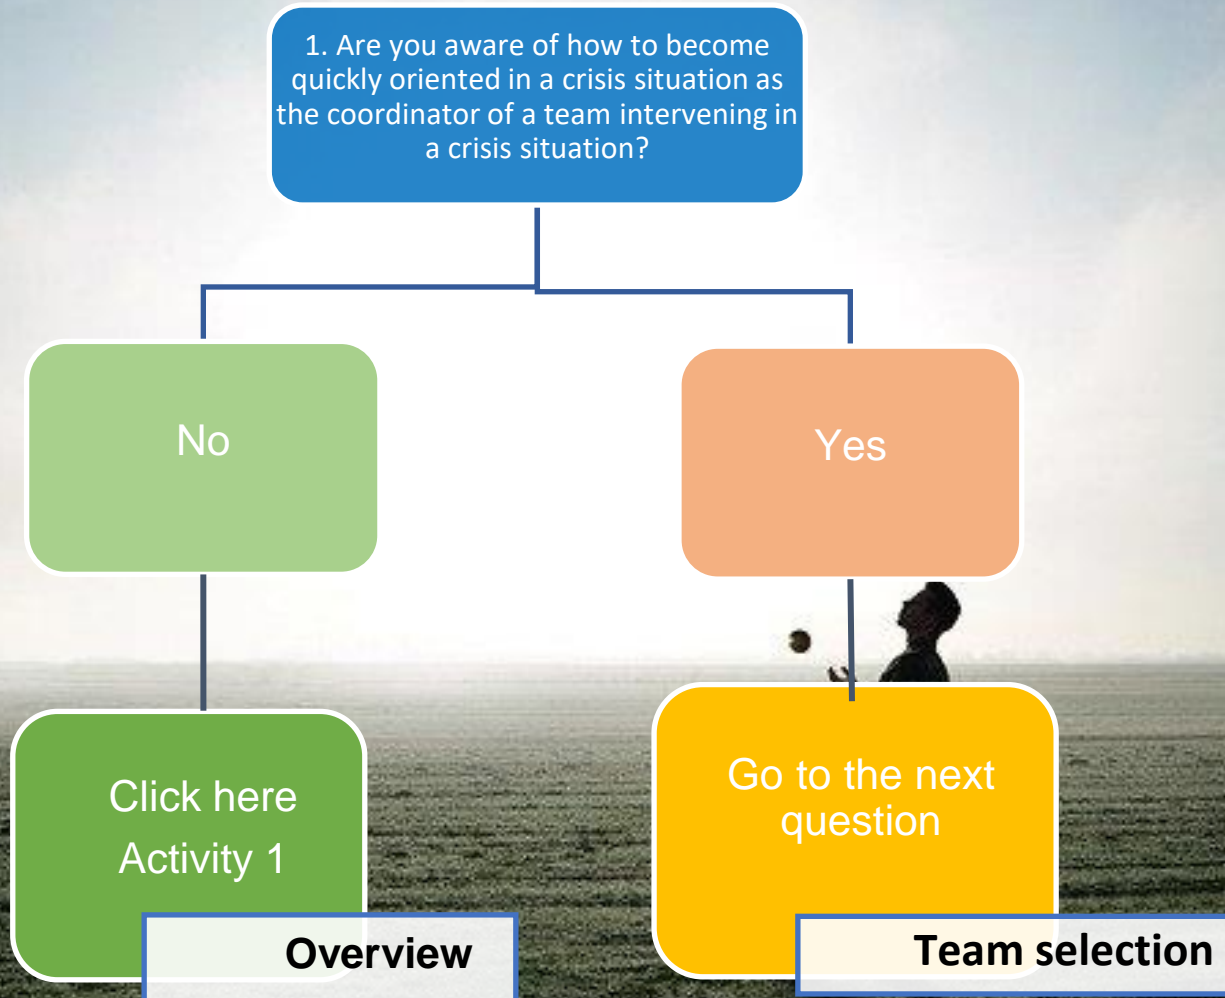 1. Are you aware of how to become
quickly oriented in a crisis situation as
the coordinator of a team intervening in
a crisis situation?
No
Yes
Click here
Activity 1
Go to the next
question
Overview
Team selection